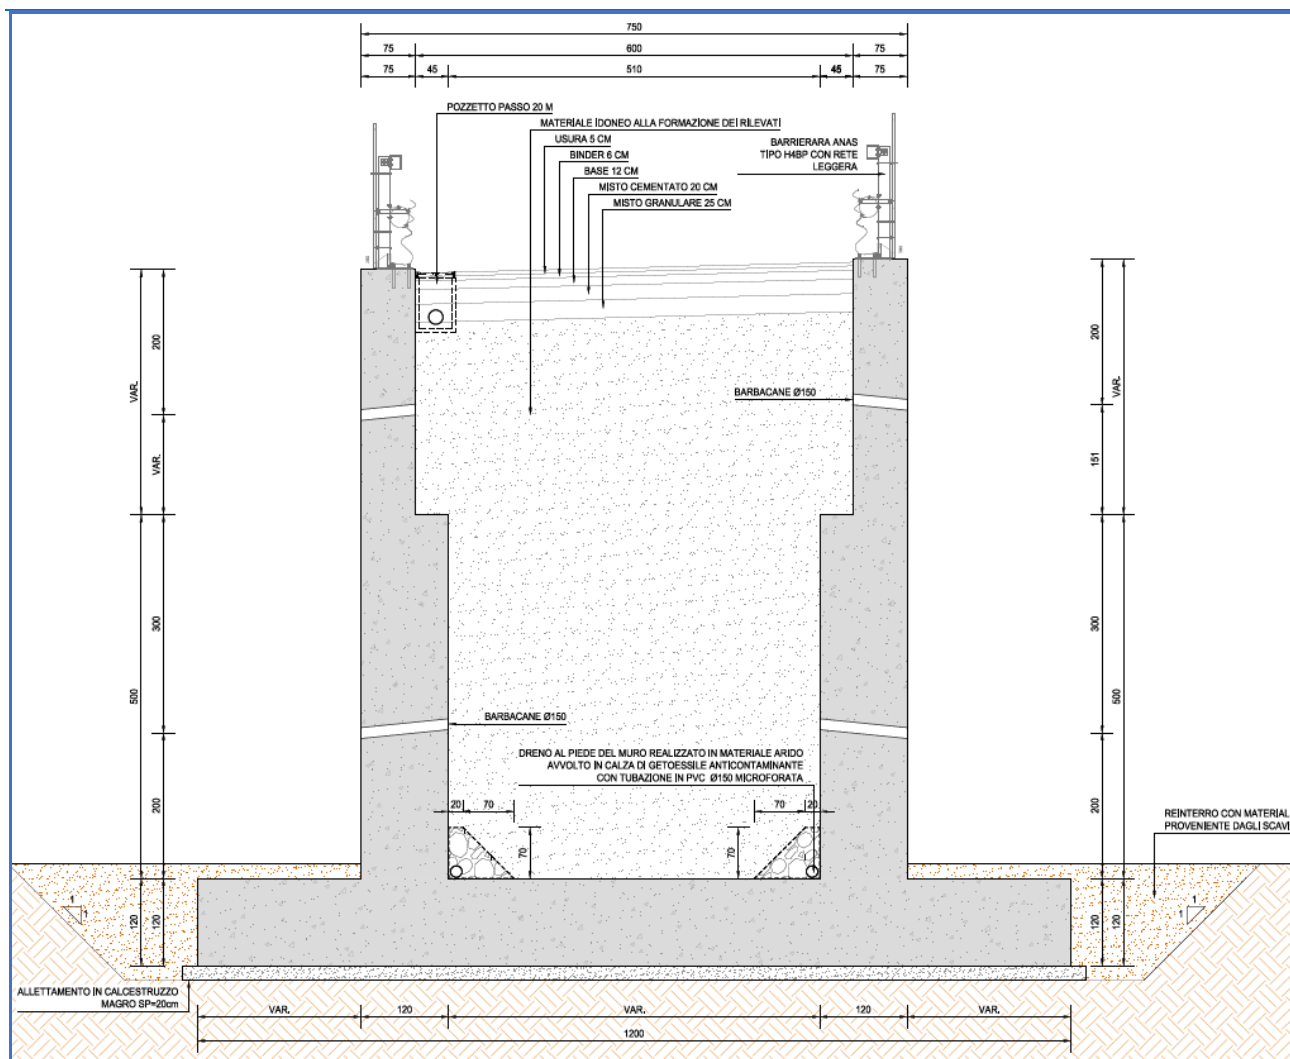 750
75
600
75
75
45
510
45
75
POZZETTO PASSO 20 M
MATERIALE IDONEO ALLA FORMAZIONE DEI RILEVATI
USURA 5 CM
BINDER 6 CM
BASE 12 CM
MISTO CEMENTATO 20 CM
MISTO GRANULARE 25 CM
BARRIERARA ANAS
TIPO H4BP CON RETE
LEGGERA
200
VAR.
VAR.
300
500
200
120
120
BARBACANE Ø150
200
VAR.
151
300
500
200
120
120
BARBACANE Ø150
DRENO AL PIEDE DEL MURO REALIZZATO IN MATERIALE ARIDO
AVVOLTO IN CALZA DI GETOESSILE ANTICONTAMINANTE
CON TUBAZIONE IN PVC Ø150 MICROFORATA
20
70
70
20
70
70
REINTERRO CON MATERIAL
PROVENIENTE DAGLI SCAVI
1
1
1
1
ALLETTAMENTO IN CALCESTRUZZO
MAGRO SP=20cm
VAR.
120
VAR.
120
VAR.
1200